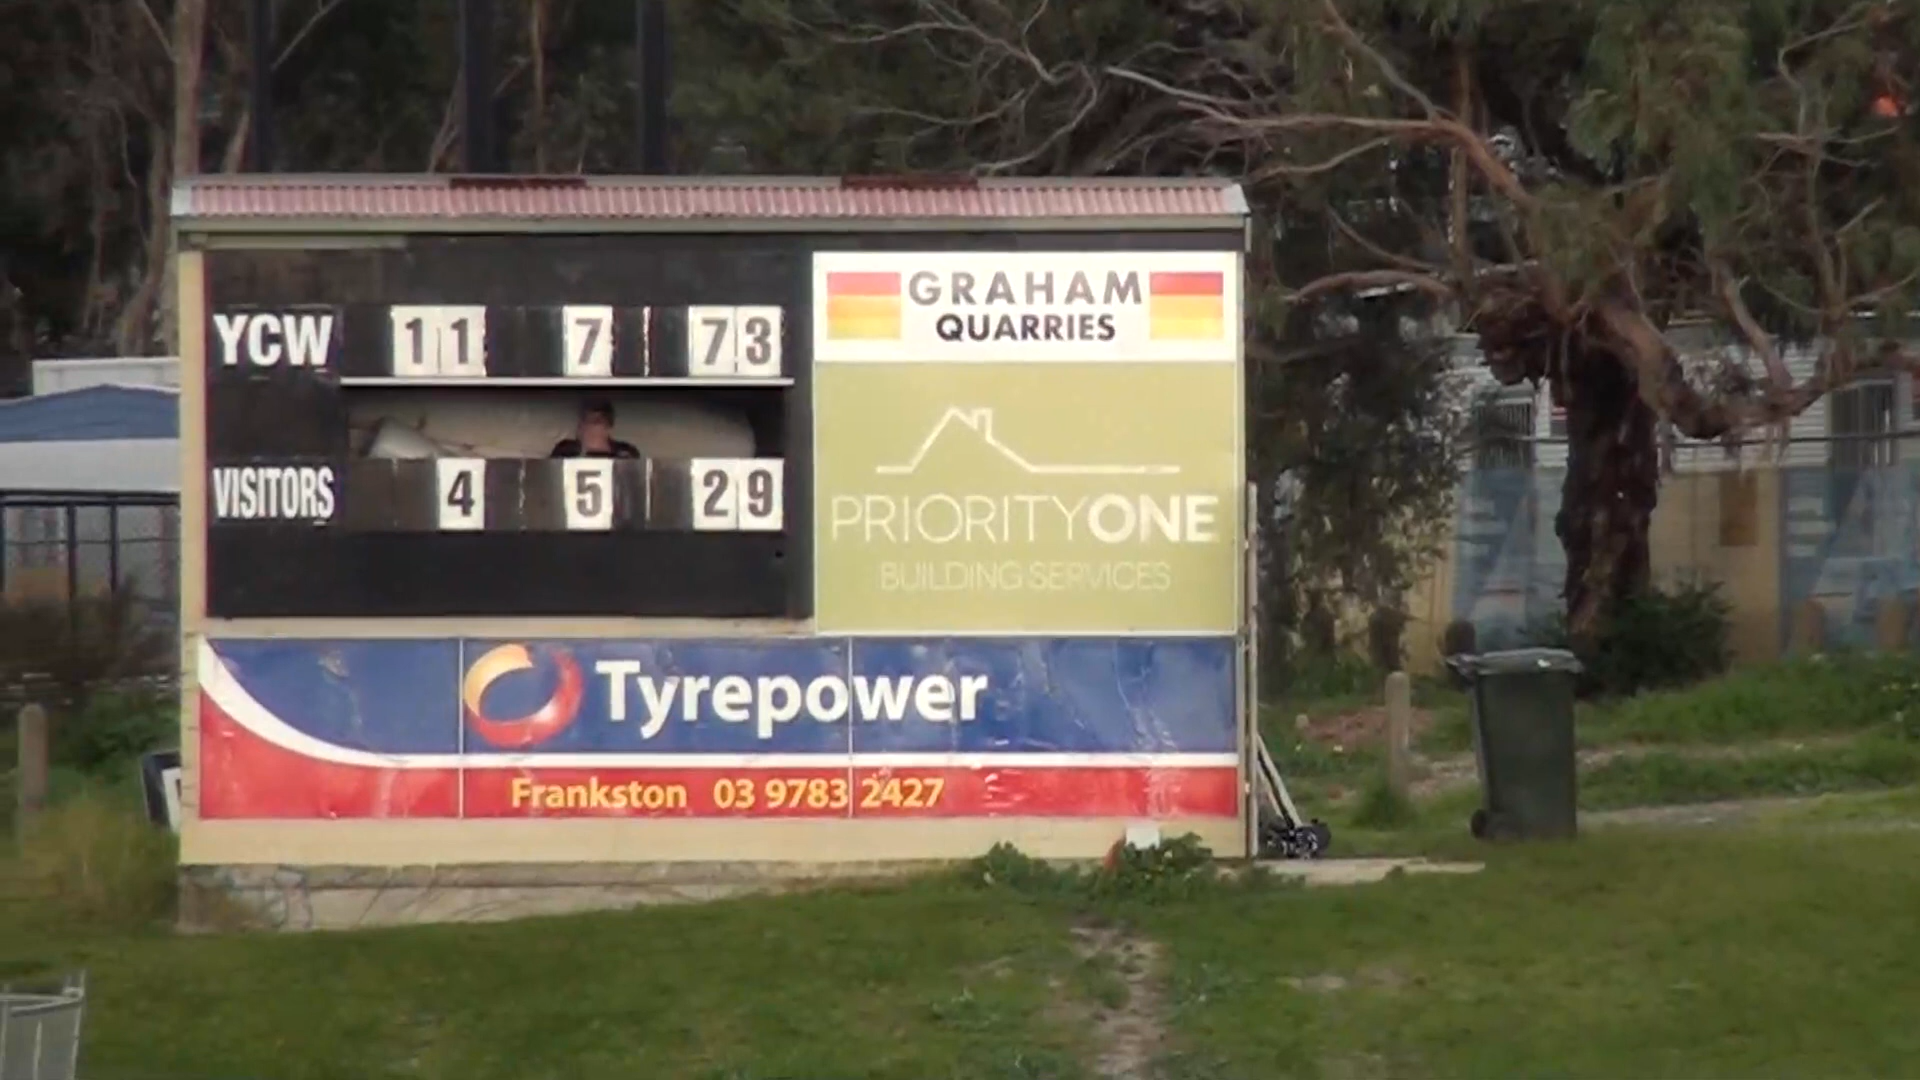 YCW 11 7 73
VISITORS 4 5 29
GRAHAM
QUARRIES
PRIORITYONE
BUILDING SERVICES
Tyrepower
Frankston 03 9783 2427